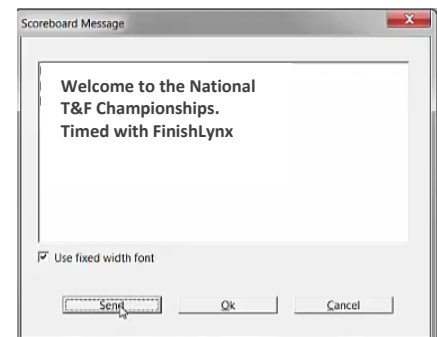 Scoreboard Message
Welcome to the National
T&F Championships.
Timed with FinishLynx
Use fixed width font
Send
Ok
Cancel